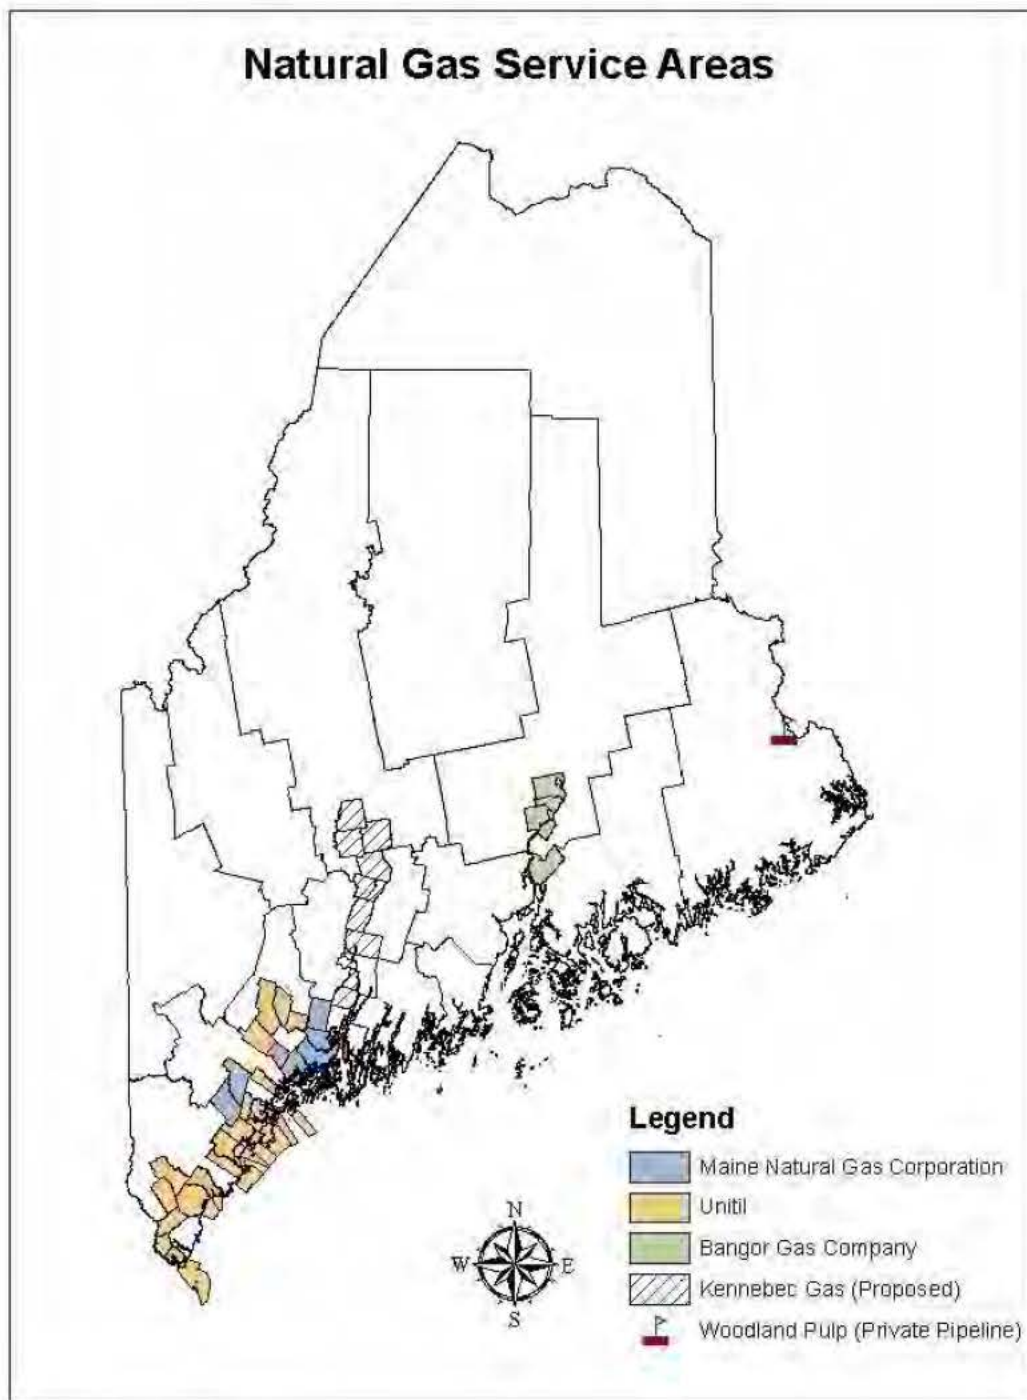 Natural Gas Service Areas
Legend
Maine Natural Gas Corporation
Unitil
Bangor Gas Company
Kennebec Gas (Proposed)
Woodland Pulp (Private Pipeline)
N
W E
S